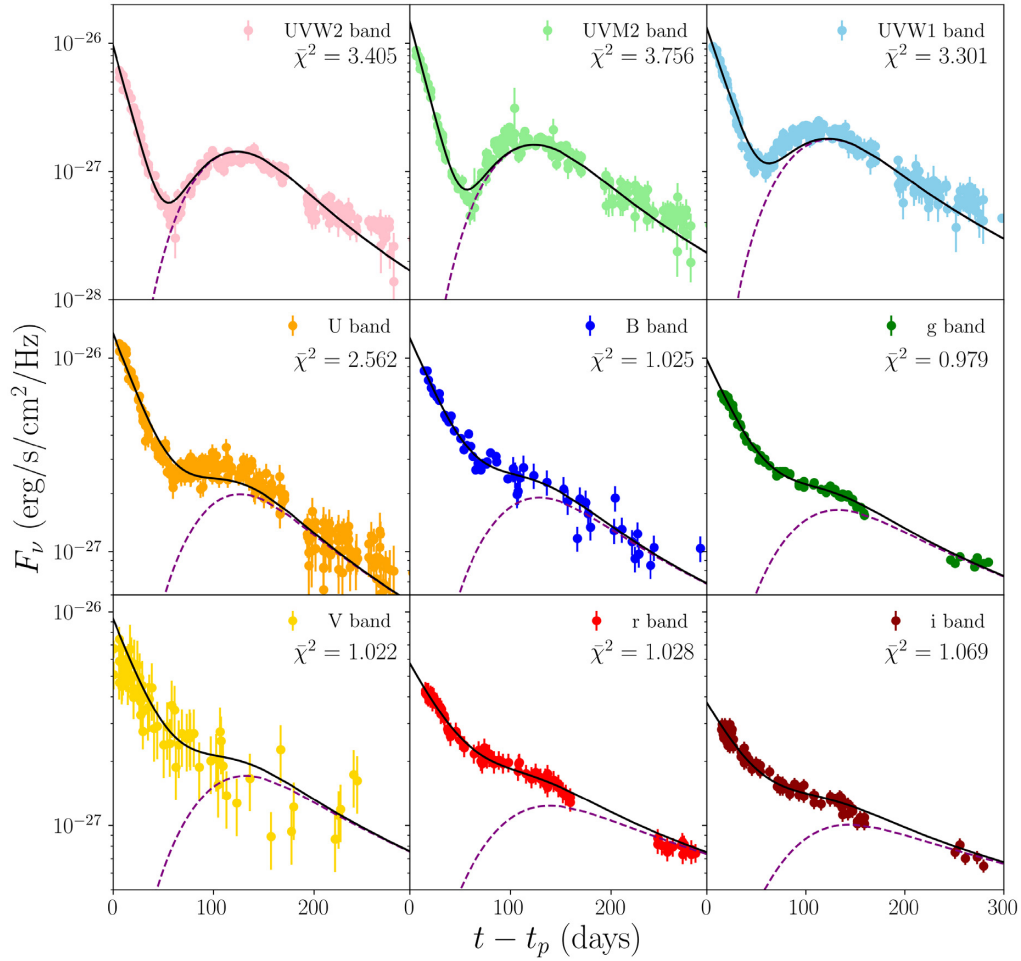 UVW2 band
χ̄² = 3.405
UVM2 band
χ̄² = 3.756
UVW1 band
χ̄² = 3.301
10⁻²⁶
10⁻²⁷
10⁻²⁸
U band
χ̄² = 2.562
B band
χ̄² = 1.025
g band
χ̄² = 0.979
10⁻²⁶
10⁻²⁷
F_ν (erg/s/cm²/Hz)
V band
χ̄² = 1.022
r band
χ̄² = 1.028
i band
χ̄² = 1.069
10⁻²⁶
10⁻²⁷
0 100 200 0 100 200 0 100 200 300
t − t_p (days)